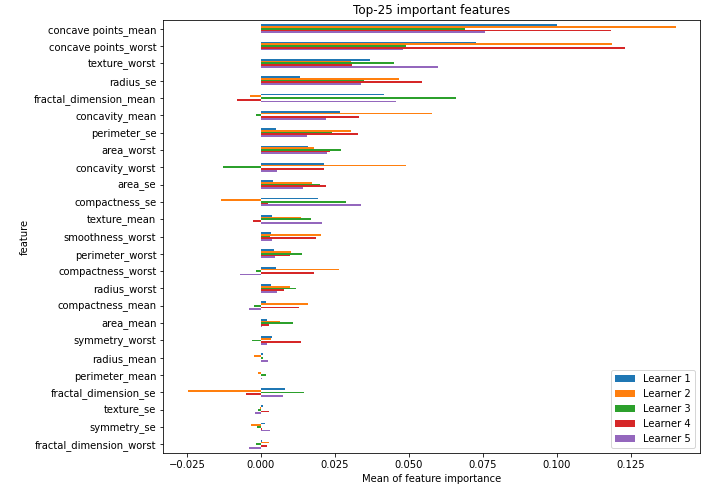 Top-25 important features
concave points_mean
concave points_worst
texture_worst
radius_se
fractal_dimension_mean
concavity_mean
perimeter_se
area_worst
concavity_worst
area_se
compactness_se
texture_mean
smoothness_worst
perimeter_worst
compactness_worst
radius_worst
compactness_mean
area_mean
symmetry_worst
radius_mean
perimeter_mean
fractal_dimension_se
texture_se
symmetry_se
fractal_dimension_worst
feature
Learner 1
Learner 2
Learner 3
Learner 4
Learner 5
−0.025 0.000 0.025 0.050 0.075 0.100 0.125
Mean of feature importance